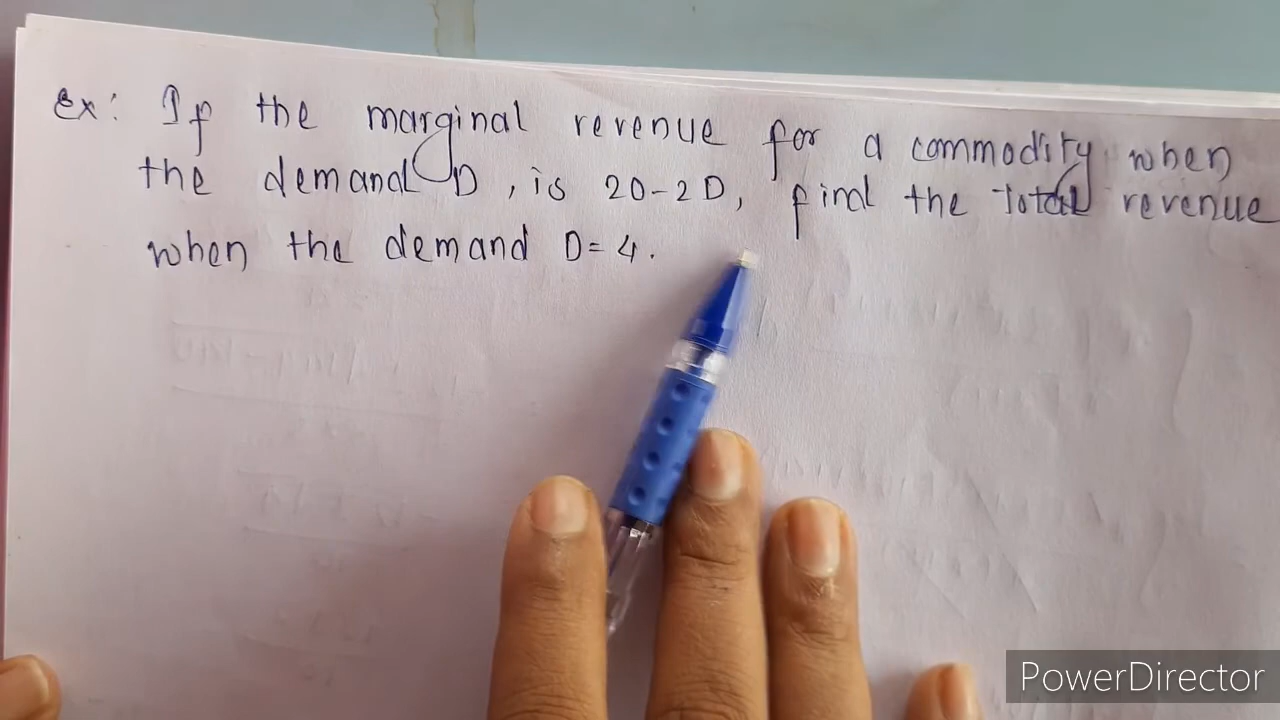 Ex: If the marginal revenue for a commodity when
the demand D, is 20-2D, find the Total revenue
when the demand D=4.
PowerDirector